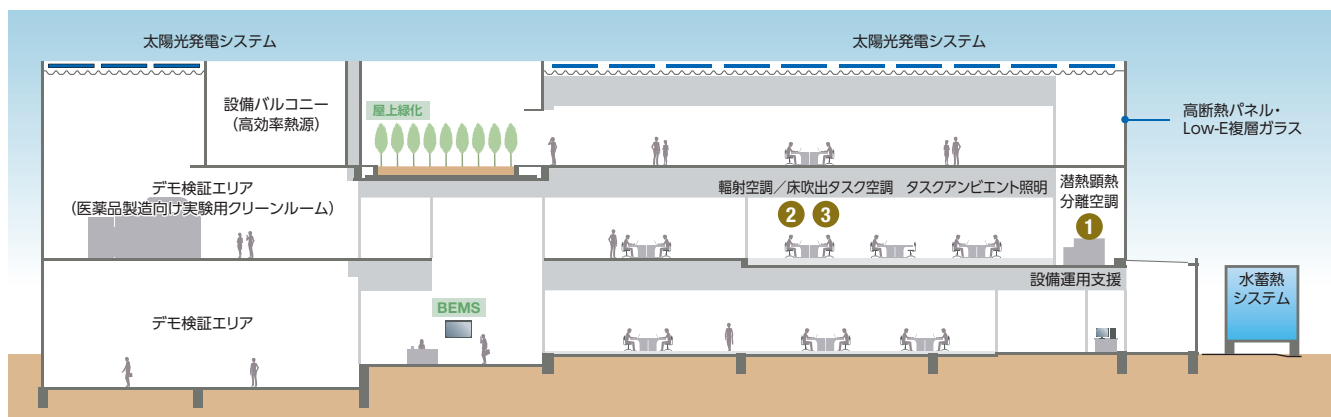 太陽光発電システム
太陽光発電システム
設備バルコニー
（高効率熱源）
屋上緑化
高断熱パネル・
Low-E複層ガラス
デモ検証エリア
（医薬品製造向け実験用クリーンルーム）
輻射空調／床吹出タスク空調
タスクアンビエント照明
潜熱顕熱
分離空調
2
3
1
設備運用支援
水蓄熱
システム
BEMS
デモ検証エリア